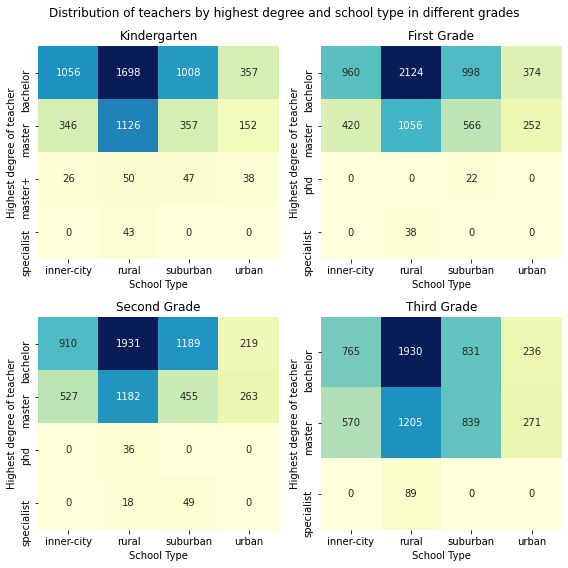 Distribution of teachers by highest degree and school type in different grades
Kindergarten
Highest degree of teacher
bachelor
1056 1698 1008 357
master
346 1126 357 152
master+
26 50 47 38
specialist
0 43 0 0
inner-city rural suburban urban
School Type
First Grade
Highest degree of teacher
bachelor
960 2124 998 374
master
420 1056 566 252
phd
0 0 22 0
specialist
0 38 0 0
inner-city rural suburban urban
School Type
Second Grade
Highest degree of teacher
bachelor
910 1931 1189 219
master
527 1182 455 263
phd
0 36 0 0
specialist
0 18 49 0
inner-city rural suburban urban
School Type
Third Grade
Highest degree of teacher
bachelor
765 1930 831 236
master
570 1205 839 271
specialist
0 89 0 0
inner-city rural suburban urban
School Type